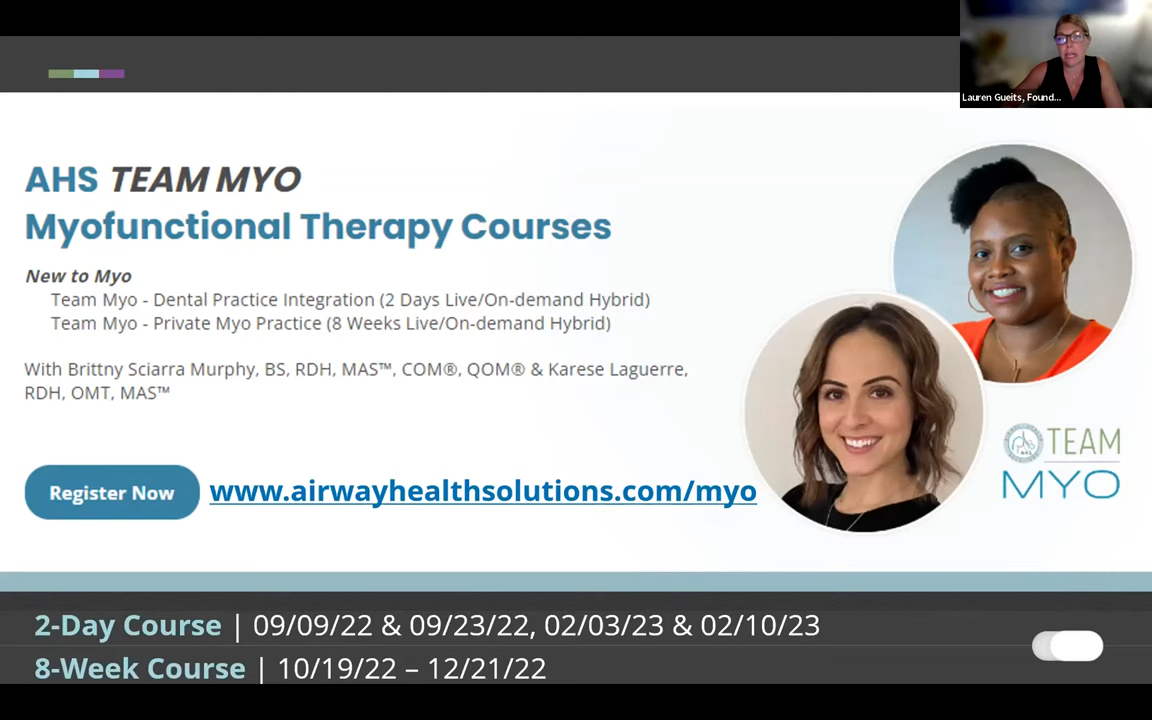 Lauren Gueits, Found...
AHS TEAM MYO
Myofunctional Therapy Courses
New to Myo
Team Myo - Dental Practice Integration (2 Days Live/On-demand Hybrid)
Team Myo - Private Myo Practice (8 Weeks Live/On-demand Hybrid)
With Brittny Sciarra Murphy, BS, RDH, MAS™, COM®, QOM® & Karese Laguerre,
RDH, OMT, MAS™
TEAM
MYO
Register Now www.airwayhealthsolutions.com/myo
2-Day Course | 09/09/22 & 09/23/22, 02/03/23 & 02/10/23
8-Week Course | 10/19/22 – 12/21/22